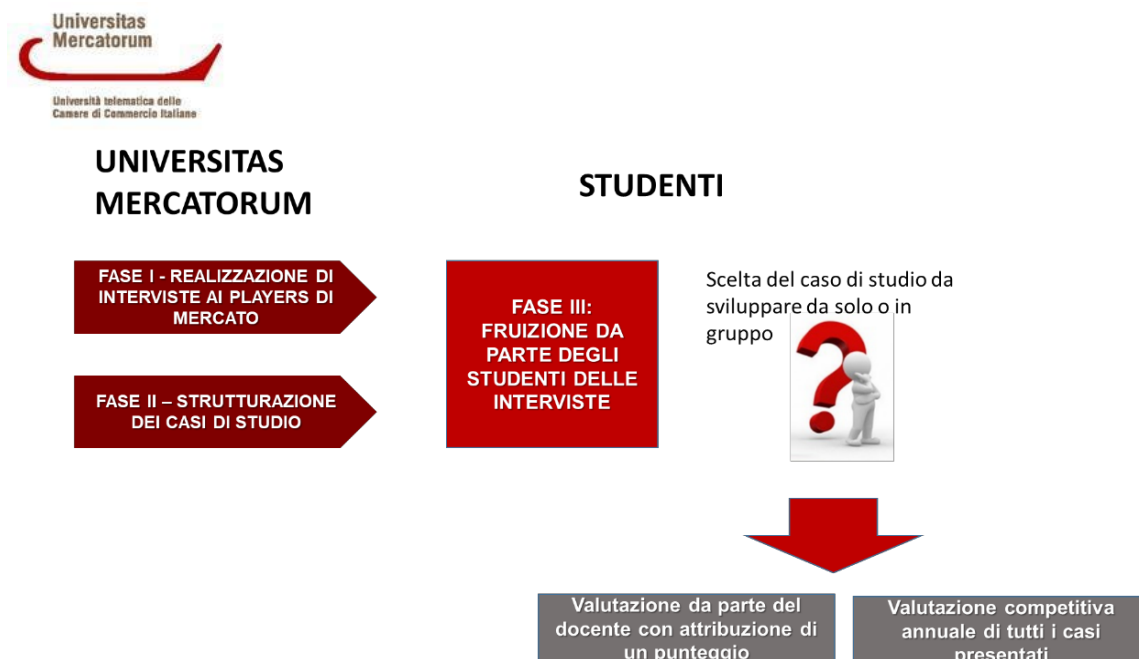 Universitas
Mercatorum
Università telematica delle
Camere di Commercio Italiane
UNIVERSITAS
MERCATORUM
STUDENTI
FASE I - REALIZZAZIONE DI
INTERVISTE AI PLAYERS DI
MERCATO
FASE II – STRUTTURAZIONE
DEI CASI DI STUDIO
FASE III:
FRUIZIONE DA
PARTE DEGLI
STUDENTI DELLE
INTERVISTE
Scelta del caso di studio da
sviluppare da solo o in
gruppo
Valutazione da parte del
docente con attribuzione di
un punteggio
Valutazione competitiva
annuale di tutti i casi
presentati